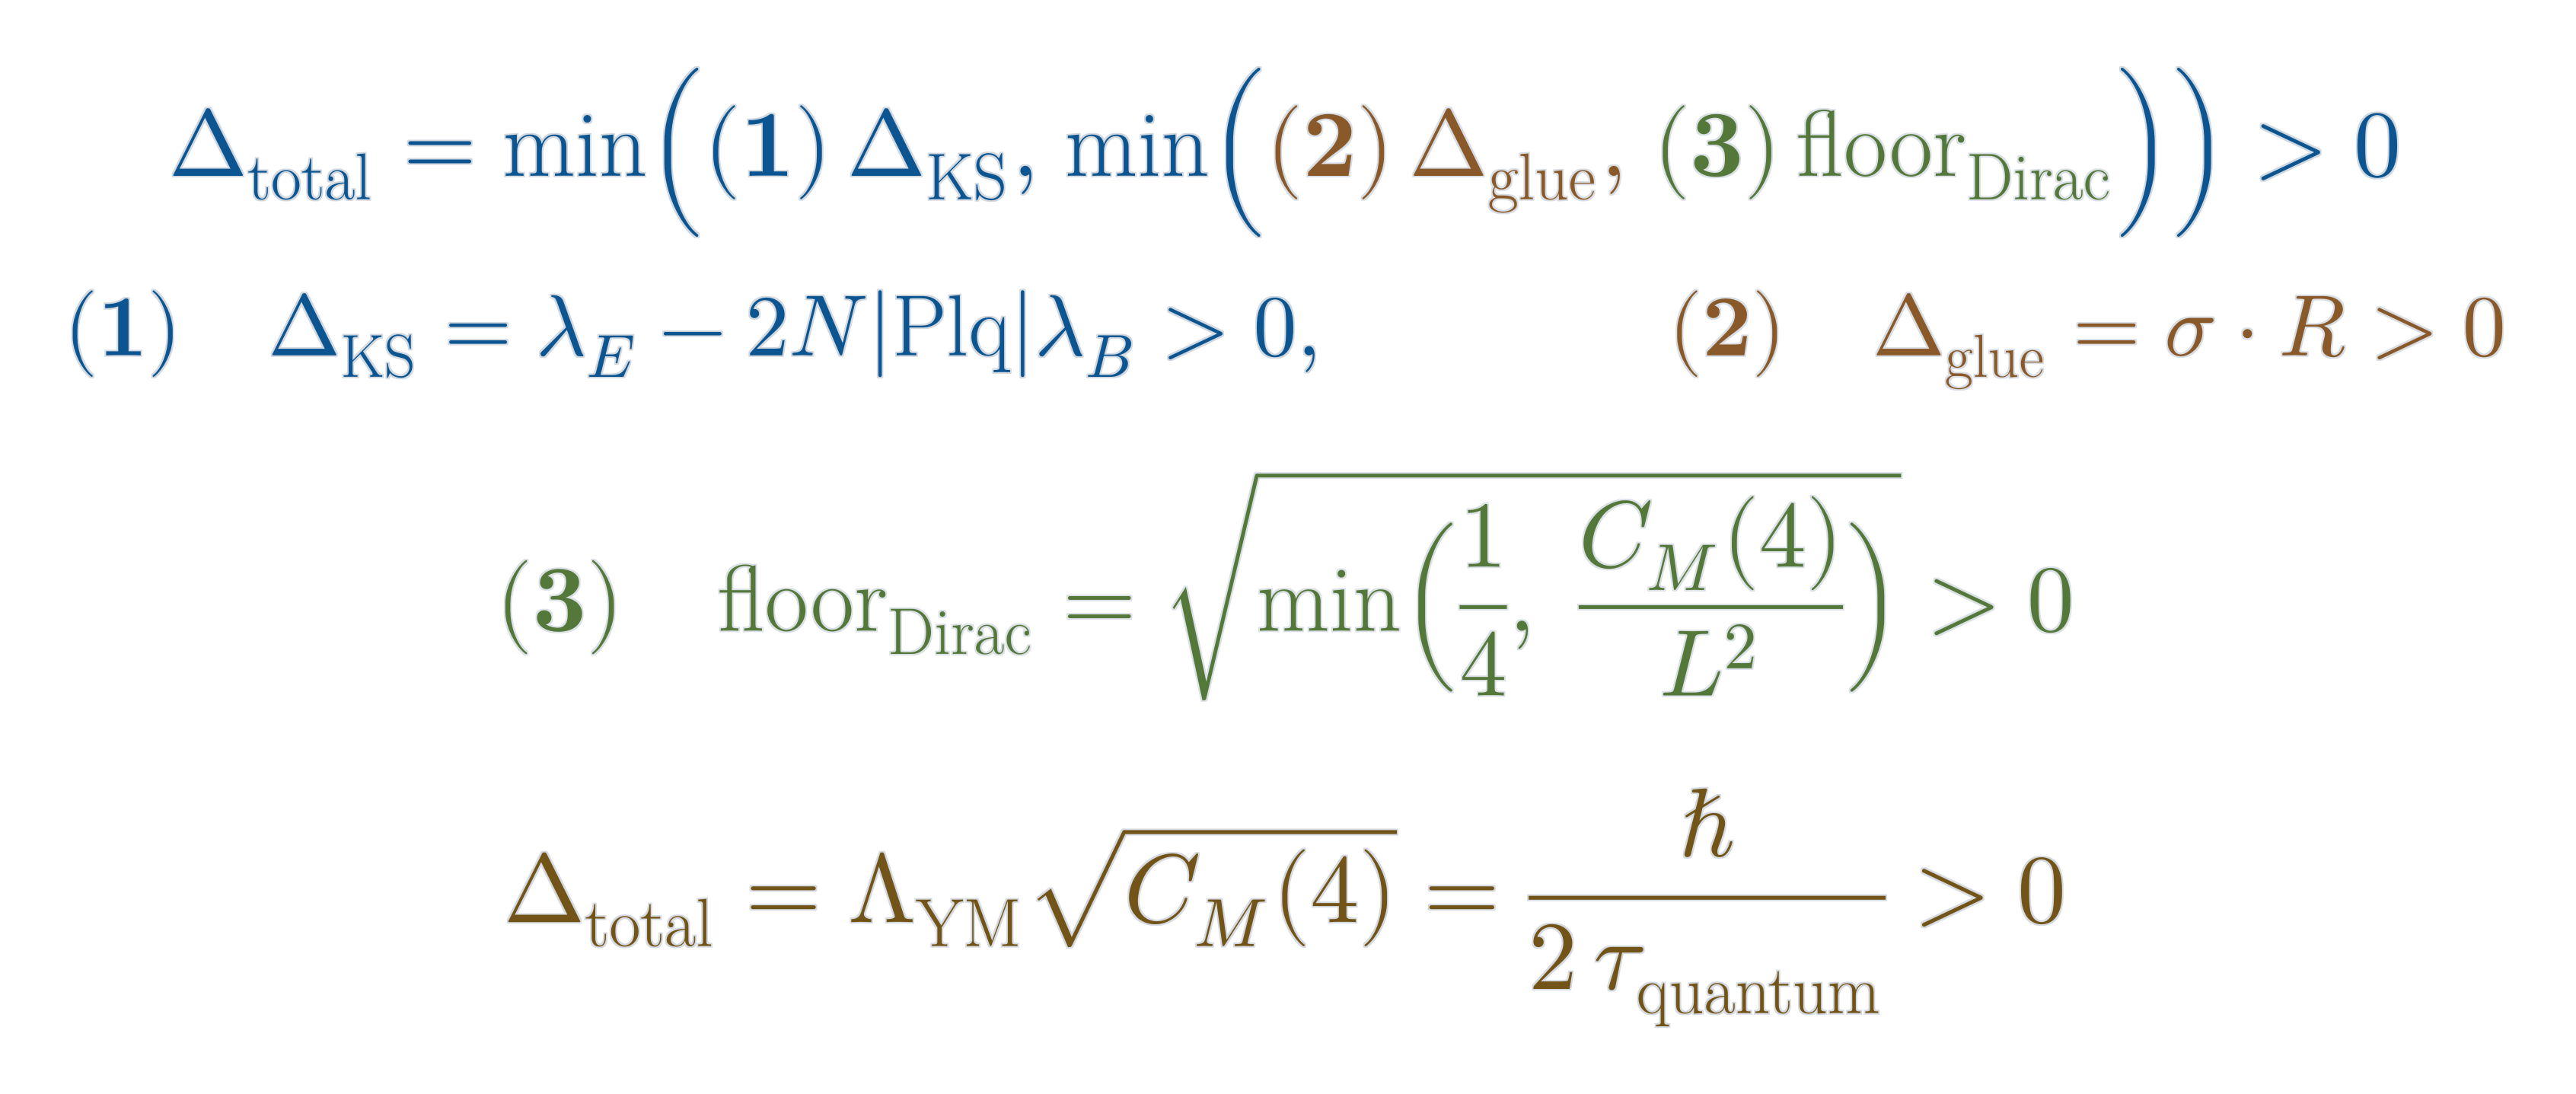 Δ_total = min((1) Δ_KS, min((2) Δ_glue, (3) floor_Dirac)) > 0
(1) Δ_KS = λ_E − 2N|Plq|λ_B > 0, (2) Δ_glue = σ · R > 0
(3) floor_Dirac = √(min(1/4, C_M(4)/L²)) > 0
Δ_total = Λ_YM √(C_M(4)) = ℏ/(2 τ_quantum) > 0